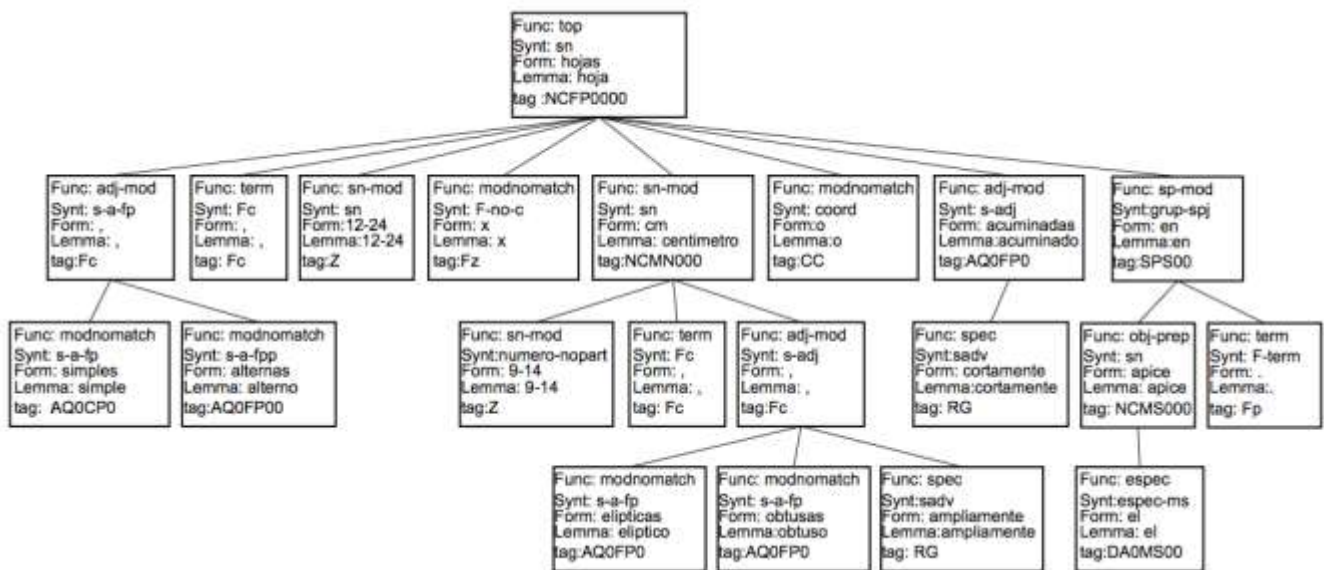 Func: top
Synt: sn
Form: hojas
Lemma: hoja
tag :NCFP0000
Func: adj-mod
Synt: s-a-fp
Form: ,
Lemma: ,
tag:Fc
Func: term
Synt: Fc
Form: ,
Lemma: ,
tag: Fc
Func: sn-mod
Synt: sn
Form:12-24
Lemma:12-24
tag:Z
Func: modnomatch
Synt: F-no-c
Form: x
Lemma: x
tag:Fz
Func: sn-mod
Synt: sn
Form: cm
Lemma: centimetro
tag:NCMN000
Func: modnomatch
Synt: coord
Form:o
Lemma:o
tag:CC
Func: adj-mod
Synt: s-adj
Form: acuminadas
Lemma:acuminado
tag:AQ0FP0
Func: sp-mod
Synt:grup-spj
Form: en
Lemma:en
tag:SPS00
Func: modnomatch
Synt: s-a-fp
Form: simples
Lemma: simple
tag: AQ0CP0
Func: modnomatch
Synt: s-a-fpp
Form: alternas
Lemma: alterno
tag:AQ0FP00
Func: sn-mod
Synt:numero-nopart
Form: 9-14
Lemma: 9-14
tag:Z
Func: term
Synt: Fc
Form: ,
Lemma: ,
tag: Fc
Func: adj-mod
Synt: s-adj
Form: ,
Lemma: ,
tag:Fc
Func: spec
Synt:sadv
Form: cortamente
Lemma:cortamente
tag: RG
Func: obj-prep
Synt: sn
Form: apice
Lemma: apice
tag: NCMS000
Func: term
Synt: F-term
Form: .
Lemma:.
tag: Fp
Func: modnomatch
Synt: s-a-fp
Form: elipticas
Lemma: eliptico
tag:AQ0FP0
Func: modnomatch
Synt: s-a-fp
Form: obtusas
Lemma:obtuso
tag:AQ0FP0
Func: spec
Synt:sadv
Form: ampliamente
Lemma:ampliamente
tag: RG
Func: espec
Synt:espec-ms
Form: el
Lemma: el
tag:DA0MS00